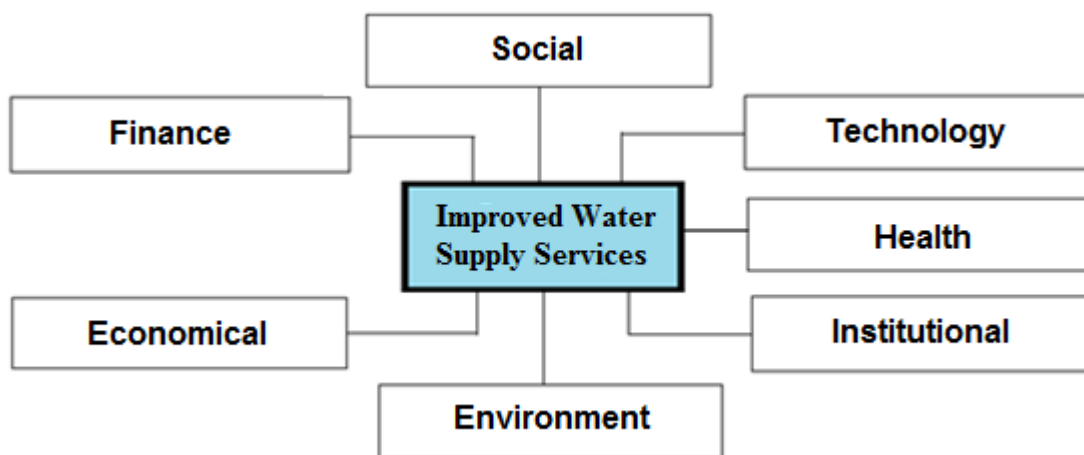 Social
Finance
Technology
Improved Water
Supply Services
Health
Economical
Institutional
Environment